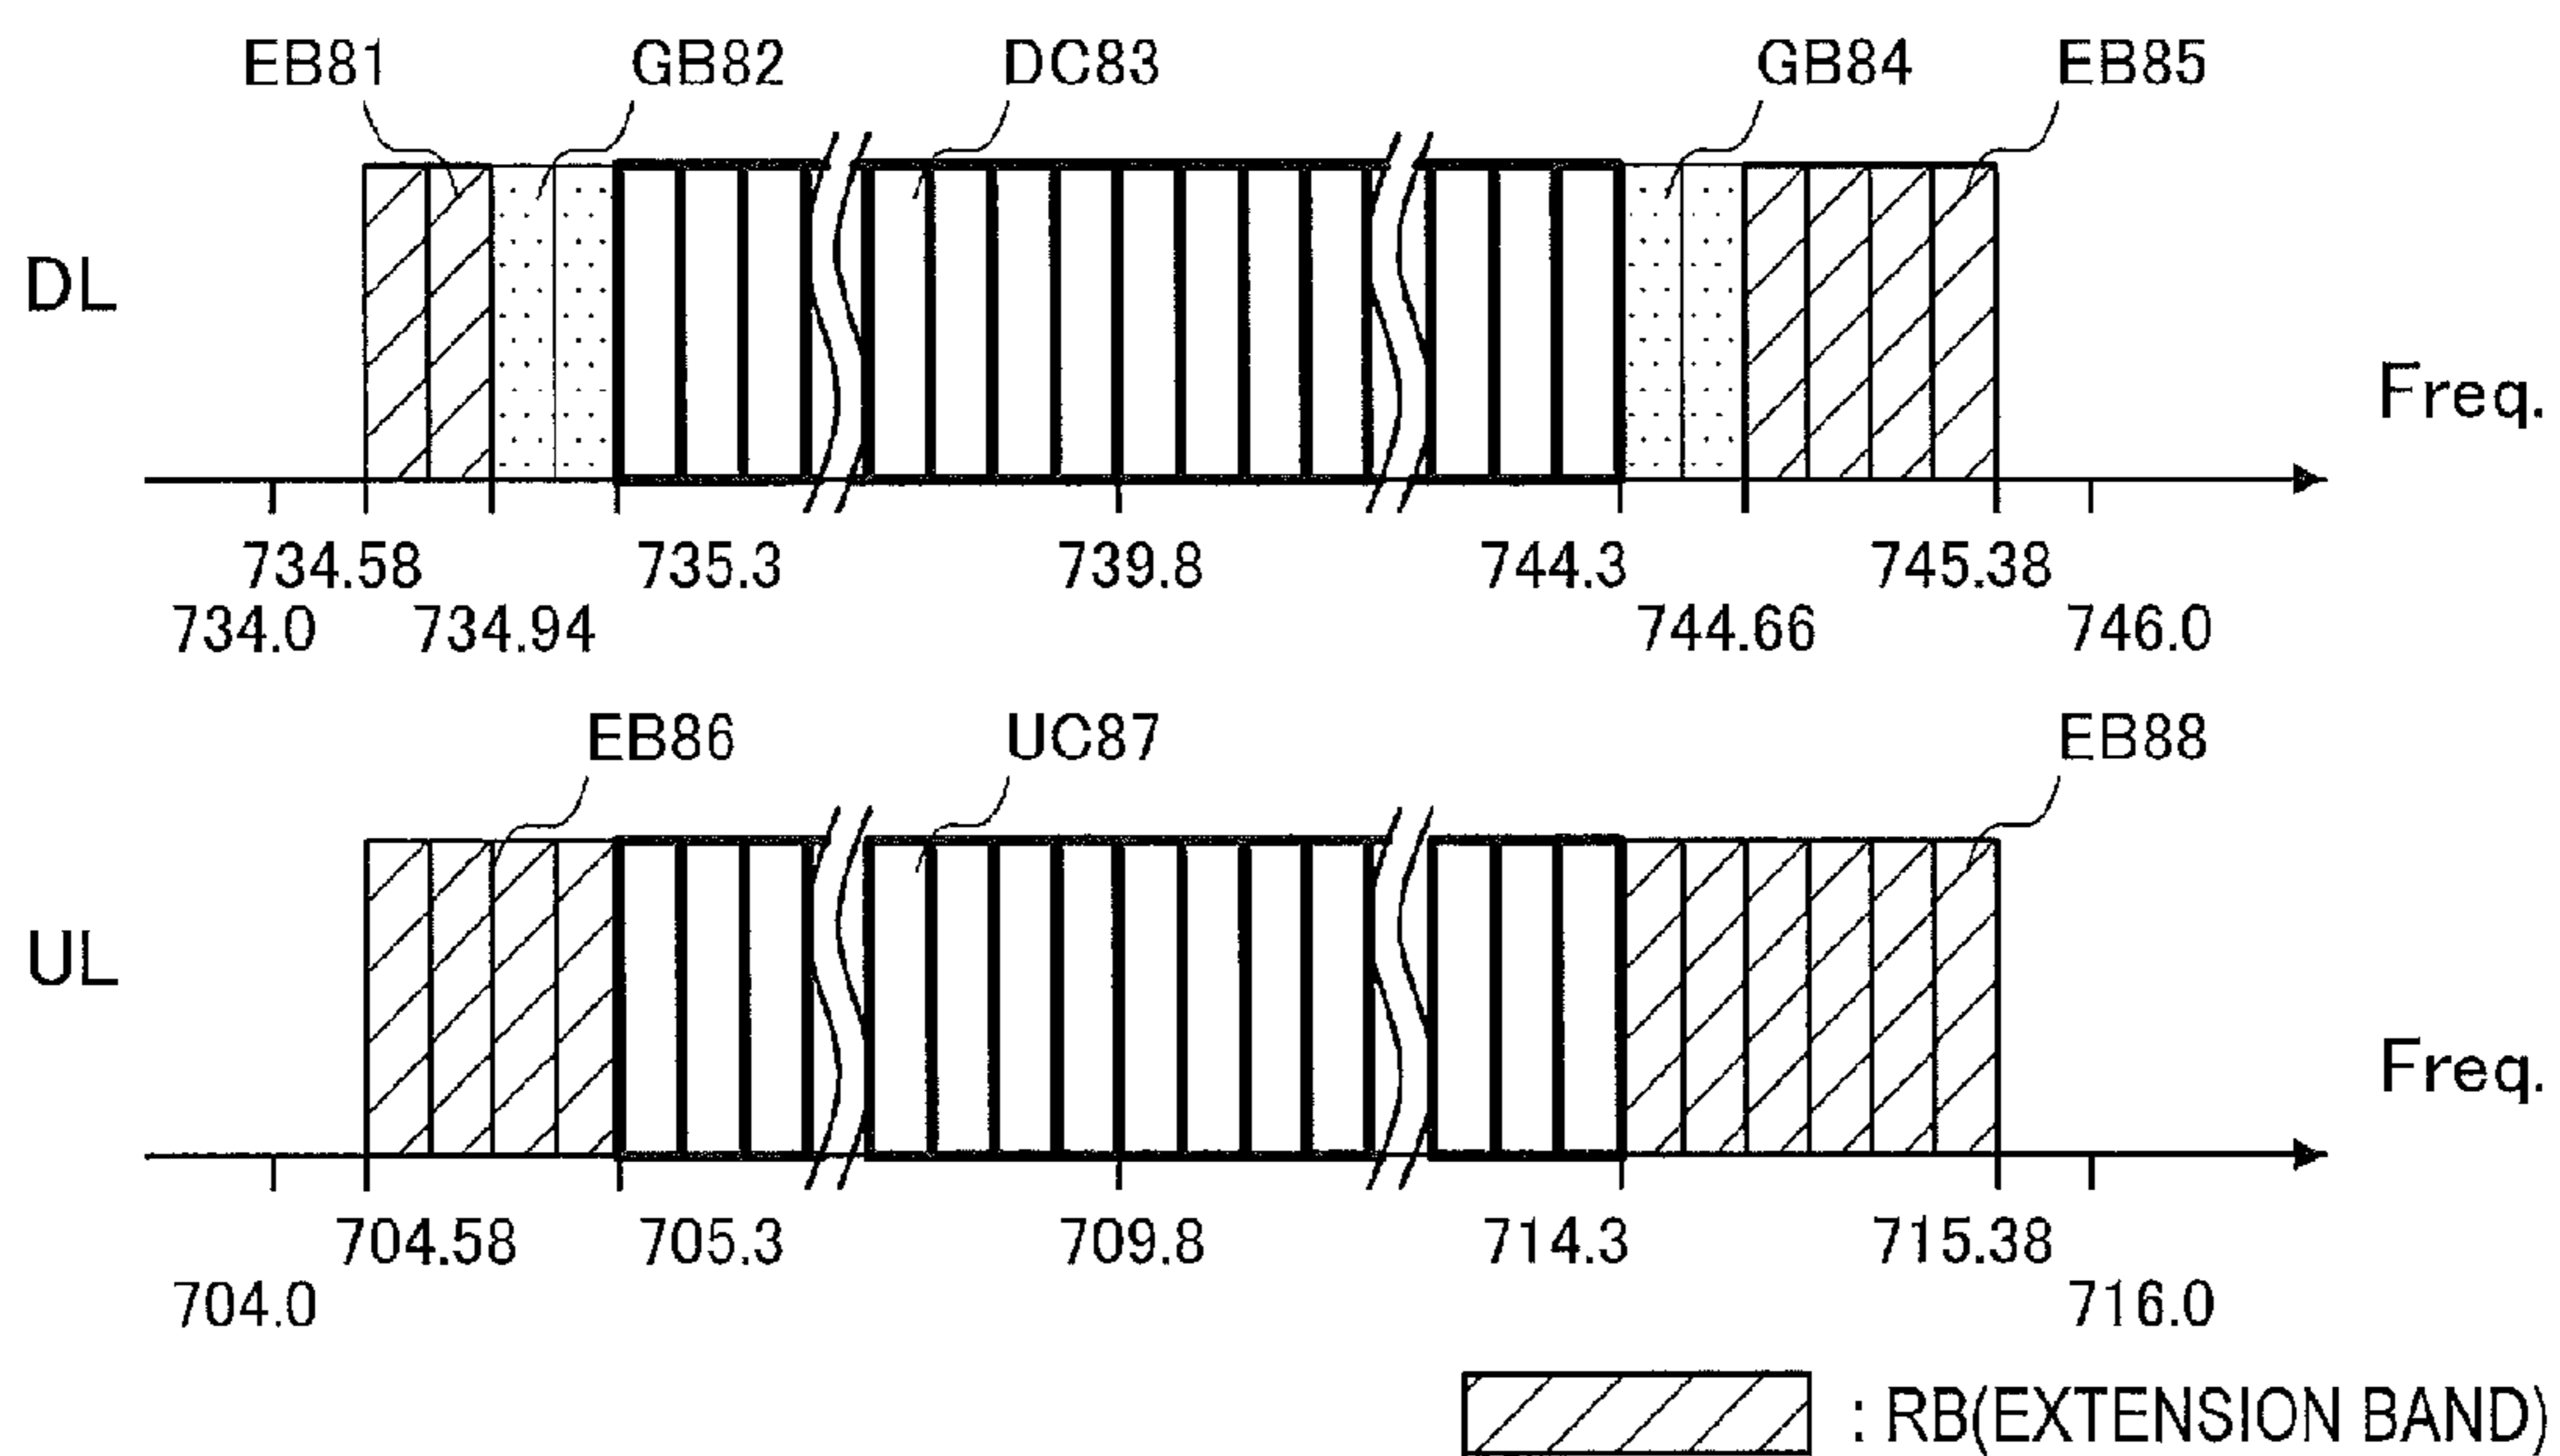 EB81 GB82 DC83 GB84 EB85
DL
Freq.
734.58 735.3 739.8 744.3 745.38
734.0 734.94 744.66 746.0
EB86 UC87 EB88
UL
Freq.
704.58 705.3 709.8 714.3 715.38
704.0 716.0
: RB(EXTENSION BAND)